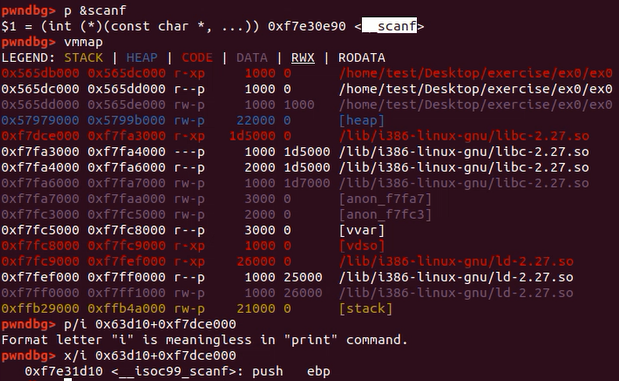 pwndbg> p &scanf
$1 = (int (*)(const char *, ...)) 0xf7e30e90 <__scanf>
pwndbg> vmmap
LEGEND: STACK | HEAP | CODE | DATA | RWX | RODATA
0x565db000 0x565dc000 r-xp 1000 0 /home/test/Desktop/exercise/ex0/ex0
0x565dc000 0x565dd000 r--p 1000 0 /home/test/Desktop/exercise/ex0/ex0
0x565dd000 0x565de000 rw-p 1000 1000 /home/test/Desktop/exercise/ex0/ex0
0x57979000 0x5799b000 rw-p 22000 0 [heap]
0xf7dce000 0xf7fa3000 r-xp 1d5000 0 /lib/i386-linux-gnu/libc-2.27.so
0xf7fa3000 0xf7fa4000 ---p 1000 1d5000 /lib/i386-linux-gnu/libc-2.27.so
0xf7fa4000 0xf7fa6000 r--p 2000 1d5000 /lib/i386-linux-gnu/libc-2.27.so
0xf7fa6000 0xf7fa7000 rw-p 1000 1d7000 /lib/i386-linux-gnu/libc-2.27.so
0xf7fa7000 0xf7faa000 rw-p 3000 0 [anon_f7fa7]
0xf7fc3000 0xf7fc5000 rw-p 2000 0 [anon_f7fc3]
0xf7fc5000 0xf7fc8000 r--p 3000 0 [vvar]
0xf7fc8000 0xf7fc9000 r-xp 1000 0 [vdso]
0xf7fc9000 0xf7fef000 r-xp 26000 0 /lib/i386-linux-gnu/ld-2.27.so
0xf7fef000 0xf7ff0000 r--p 1000 25000 /lib/i386-linux-gnu/ld-2.27.so
0xf7ff0000 0xf7ff1000 rw-p 1000 26000 /lib/i386-linux-gnu/ld-2.27.so
0xffb29000 0xffb4a000 rw-p 21000 0 [stack]
pwndbg> p/i 0x63d10+0xf7dce000
Format letter "i" is meaningless in "print" command.
pwndbg> x/i 0x63d10+0xf7dce000
0xf7e31d10 <__isoc99_scanf>: push ebp